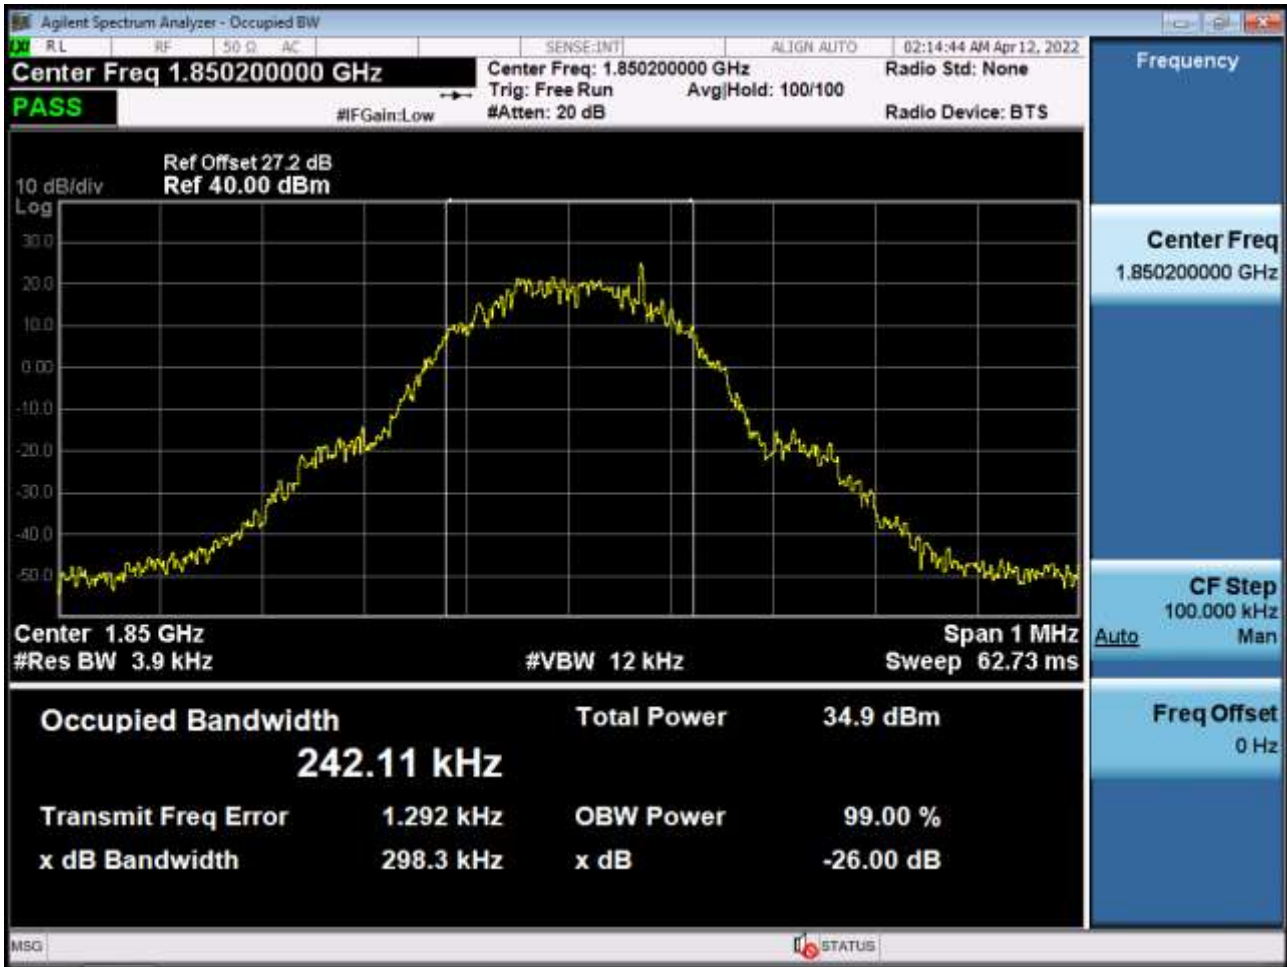 Agilent Spectrum Analyzer - Occupied BW
RL RF 50 Ω AC SENSE:INT ALIGN AUTO 02:14:44 AM Apr 12, 2022
Center Freq 1.850200000 GHz
Center Freq: 1.850200000 GHz
Radio Std: None
Trig: Free Run Avg|Hold: 100/100
PASS
#IFGain:Low
#Atten: 20 dB
Radio Device: BTS
Ref Offset 27.2 dB
10 dB/div Ref 40.00 dBm
Log
30.0
20.0
10.0
0.00
-10.0
-20.0
-30.0
-40.0
-50.0
Center 1.85 GHz Span 1 MHz
#Res BW 3.9 kHz #VBW 12 kHz Sweep 62.73 ms
Occupied Bandwidth Total Power 34.9 dBm
242.11 kHz
Transmit Freq Error 1.292 kHz OBW Power 99.00 %
x dB Bandwidth 298.3 kHz x dB -26.00 dB
MSG STATUS
Frequency
Center Freq
1.850200000 GHz
CF Step
100.000 kHz
Auto Man
Freq Offset
0 Hz